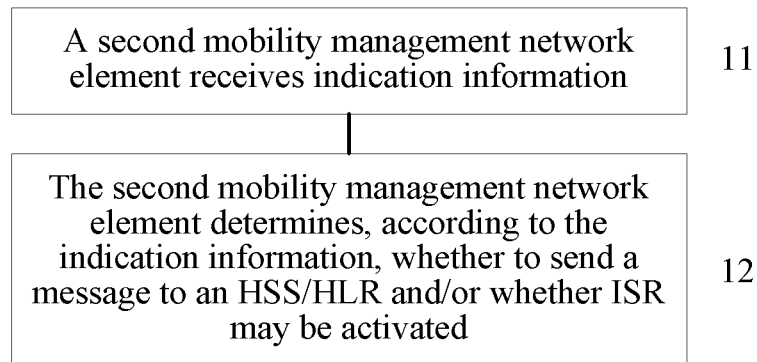 A second mobility management network
element receives indication information
11
The second mobility management network
element determines, according to the
indication information, whether to send a
message to an HSS/HLR and/or whether ISR
may be activated
12